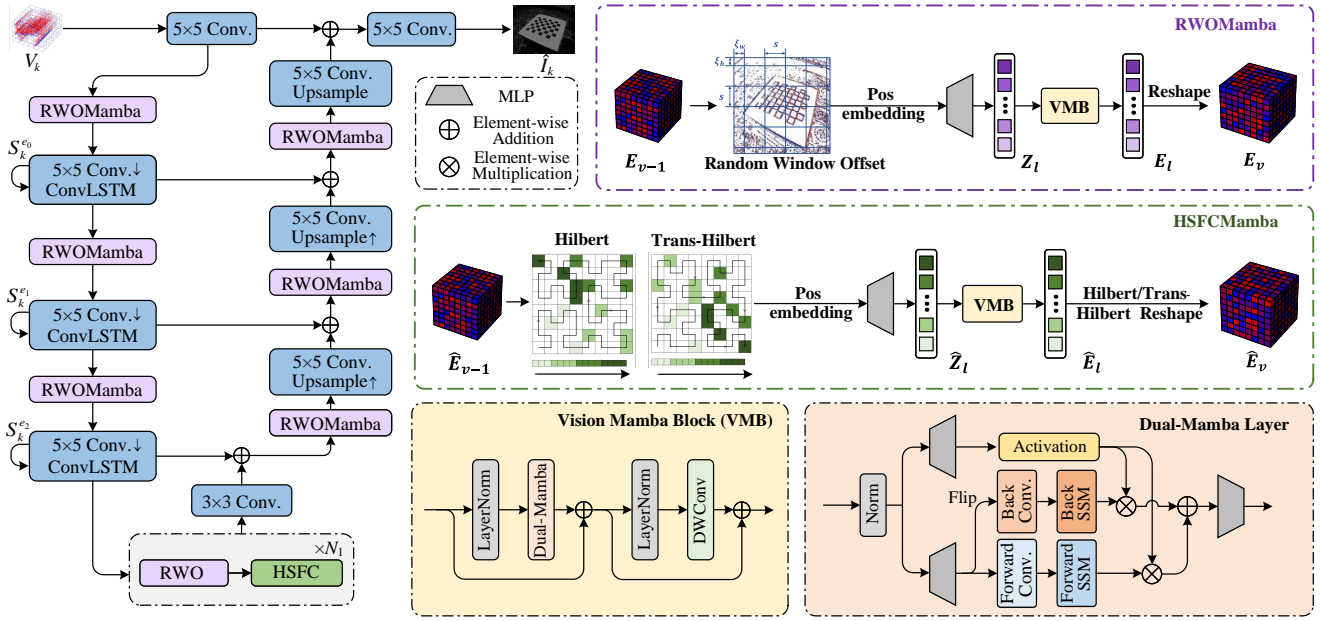 5×5 Conv.
5×5 Conv.
V_k
Î_k
5×5 Conv.
Upsample
RWOMamba
RWOMamba
S_k^{e_0}
5×5 Conv.↓
ConvLSTM
5×5 Conv.
Upsample↑
RWOMamba
RWOMamba
S_k^{e_1}
5×5 Conv.↓
ConvLSTM
5×5 Conv.
Upsample↑
RWOMamba
RWOMamba
S_k^{e_2}
5×5 Conv.↓
ConvLSTM
3×3 Conv.
×N_1
RWO
HSFC
MLP
Element-wise
Addition
Element-wise
Multiplication
RWOMamba
ξ_w
s
ξ_h
s
Pos
embedding
VMB
Reshape
E_{v-1}
Random Window Offset
Z_l
E_l
E_v
HSFCMamba
Hilbert
Trans-Hilbert
Pos
embedding
VMB
Hilbert/Trans-
Hilbert Reshape
Ê_{v-1}
Ẑ_l
Ê_l
Ê_v
Vision Mamba Block (VMB)
LayerNorm
Dual-Mamba
LayerNorm
DWConv
Dual-Mamba Layer
Activation
Norm
Flip
Back
Conv.
Back
SSM
Forward
Conv.
Forward
SSM